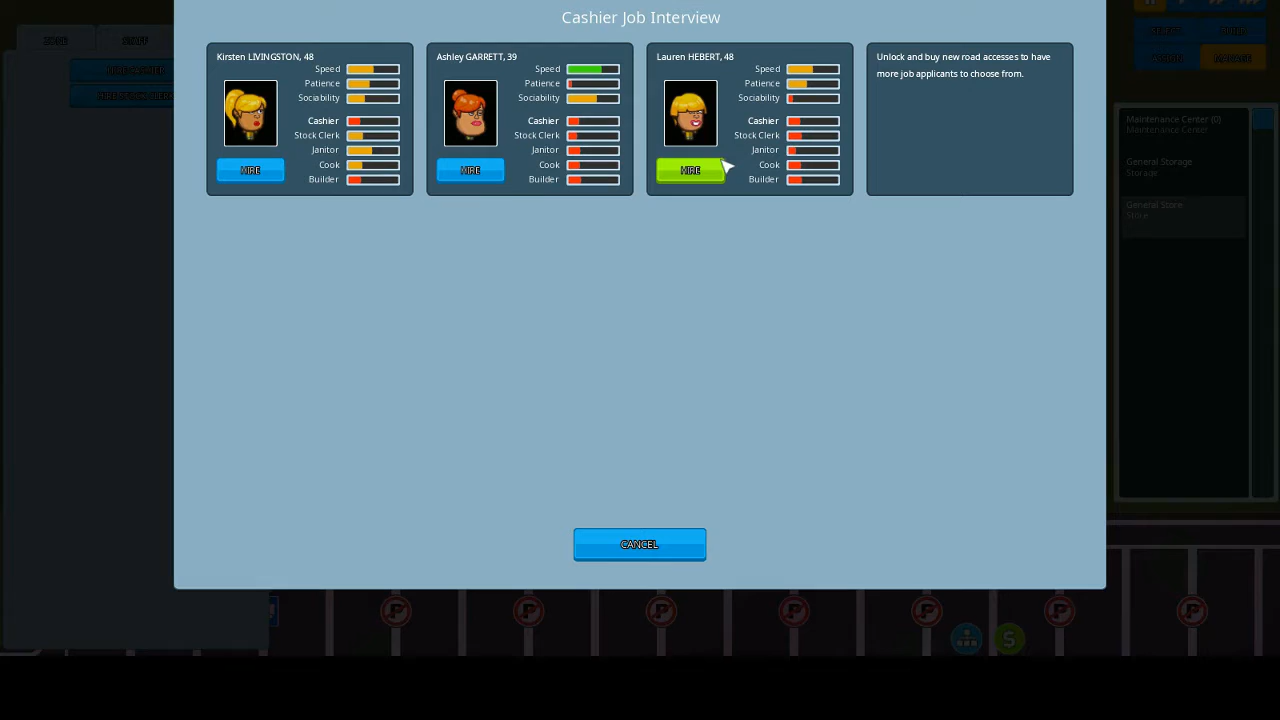 Cashier Job Interview
Kirsten LIVINGSTON, 48
Speed
Patience
Sociability
Cashier
Stock Clerk
Janitor
Cook
Builder
HIRE
Ashley GARRETT, 39
Speed
Patience
Sociability
Cashier
Stock Clerk
Janitor
Cook
Builder
HIRE
Lauren HEBERT, 48
Speed
Patience
Sociability
Cashier
Stock Clerk
Janitor
Cook
Builder
HIRE
Unlock and buy new road accesses to have
more job applicants to choose from.
CANCEL
ZONE
STAFF
MANAGE
Maintenance Center (0)
Maintenance Center
General Storage
Storage
General Store
Store